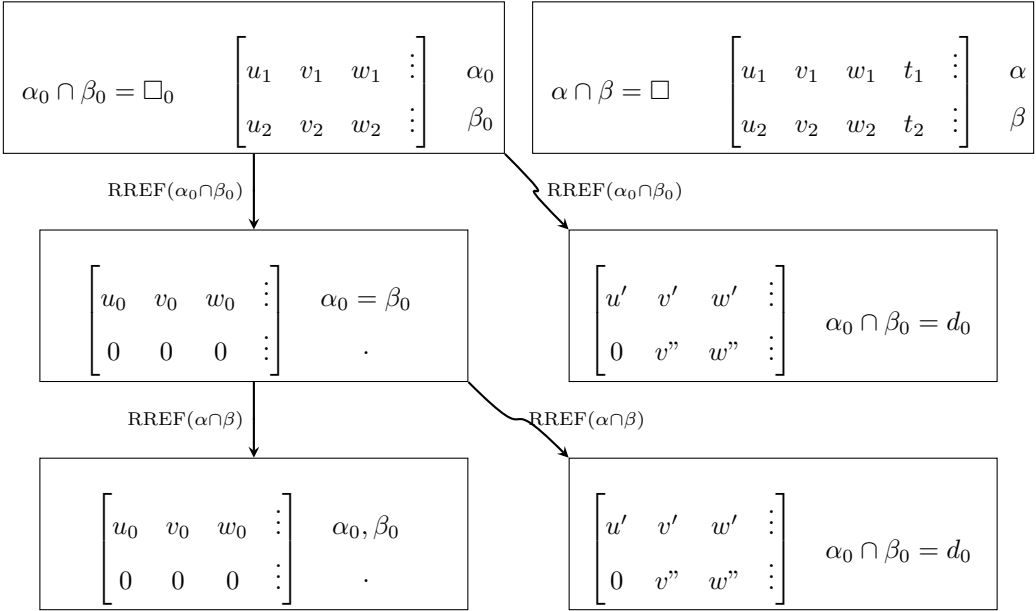 α₀ ∩ β₀ = □₀ [u₁ v₁ w₁ ⋮ α₀
u₂ v₂ w₂ ⋮] β₀
α ∩ β = □ [u₁ v₁ w₁ t₁ ⋮ α
u₂ v₂ w₂ t₂ ⋮] β
RREF(α₀∩β₀)
RREF(α₀∩β₀)
[u₀ v₀ w₀ ⋮ α₀ = β₀
0 0 0 ⋮] .
[u′ v′ w′ ⋮
0 v” w” ⋮] α₀ ∩ β₀ = d₀
RREF(α∩β)
RREF(α∩β)
[u₀ v₀ w₀ ⋮ α₀, β₀
0 0 0 ⋮] .
[u′ v′ w′ ⋮
0 v” w” ⋮] α₀ ∩ β₀ = d₀